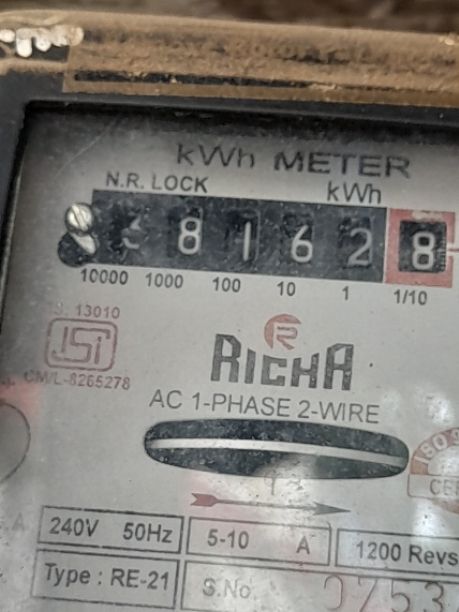 kWh METER
N.R. LOCK kWh
3 8 1 6 2 8
10000 1000 100 10 1 1/10
13010
ISI
CM/L-8265278
R
RICHA
AC 1-PHASE 2-WIRE
240V 50Hz 5-10 A 1200 Revs
Type : RE-21 S.No.